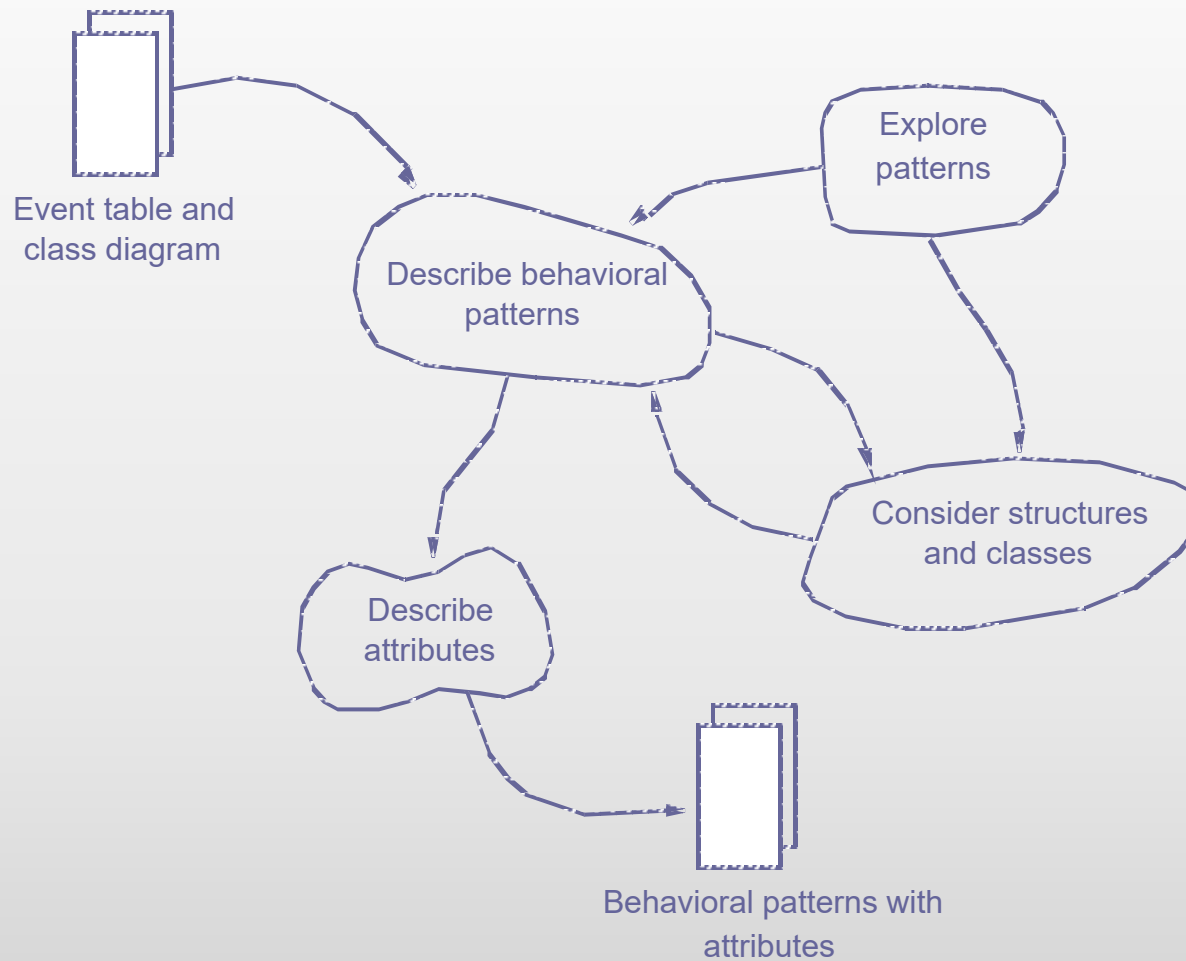 Explore
patterns
Event table and
class diagram
Describe behavioral
patterns
Consider structures
and classes
Describe
attributes
Behavioral patterns with
attributes